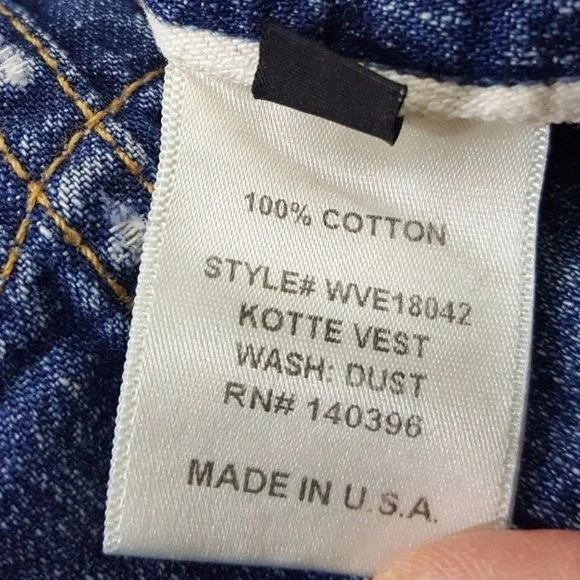 100% COTTON
STYLE# WVE18042
KOTTE VEST
WASH: DUST
RN# 140396
MADE IN U.S.A.